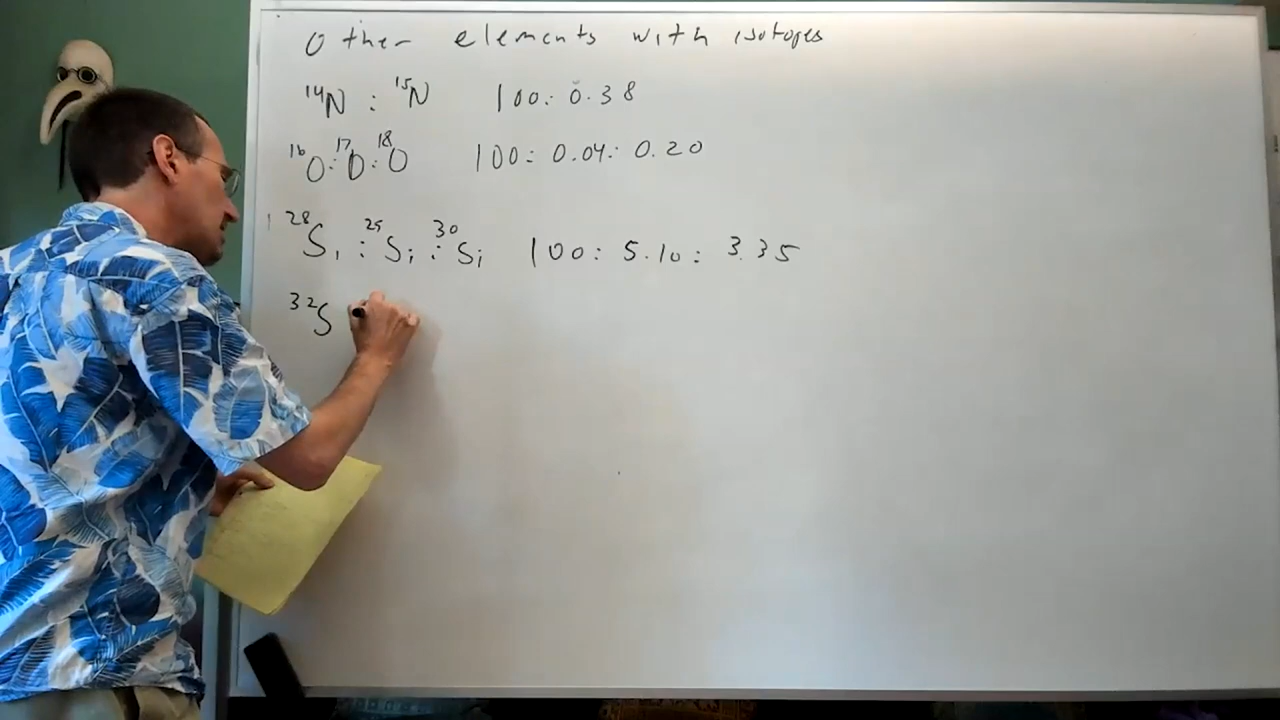 Other elements with isotopes
¹⁴N : ¹⁵N 100: 0.38
¹⁶O : ¹⁷O : ¹⁸O 100: 0.04: 0.20
²⁸Si : ²⁹Si : ³⁰Si 100: 5.10: 3.35
³²S